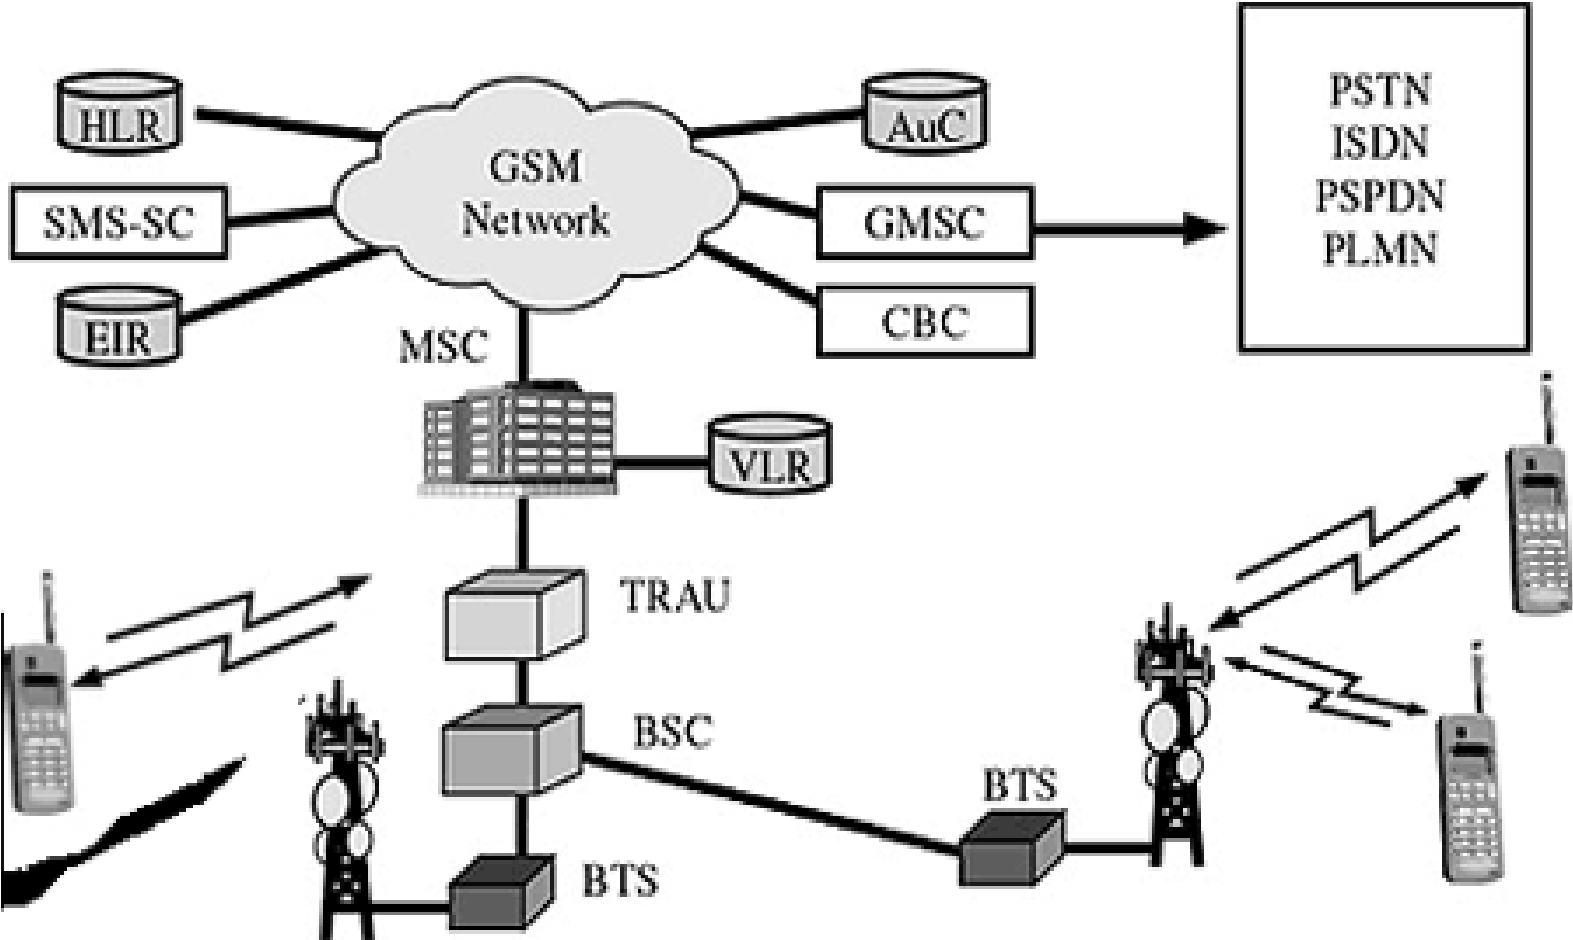 HLR
SMS-SC
EIR
GSM
Network
AuC
GMSC
CBC
PSTN
ISDN
PSPDN
PLMN
MSC
VLR
TRAU
BSC
BTS
BTS